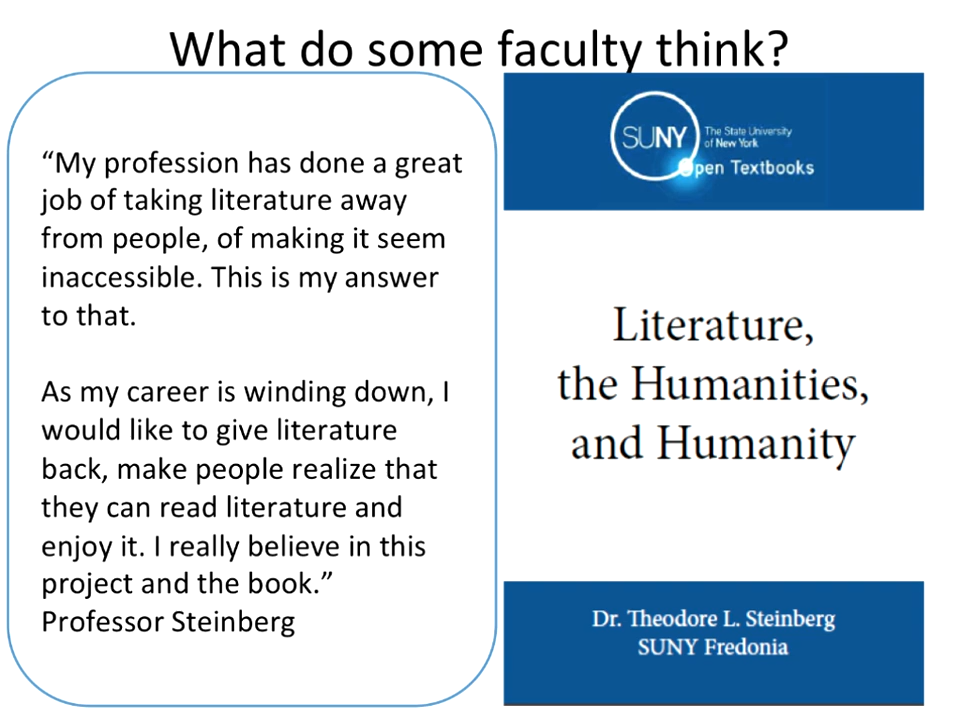 What do some faculty think?
“My profession has done a great
job of taking literature away
from people, of making it seem
inaccessible. This is my answer
to that.
As my career is winding down, I
would like to give literature
back, make people realize that
they can read literature and
enjoy it. I really believe in this
project and the book.”
Professor Steinberg
SUNY
The State University
of New York
Open Textbooks
Literature,
the Humanities,
and Humanity
Dr. Theodore L. Steinberg
SUNY Fredonia